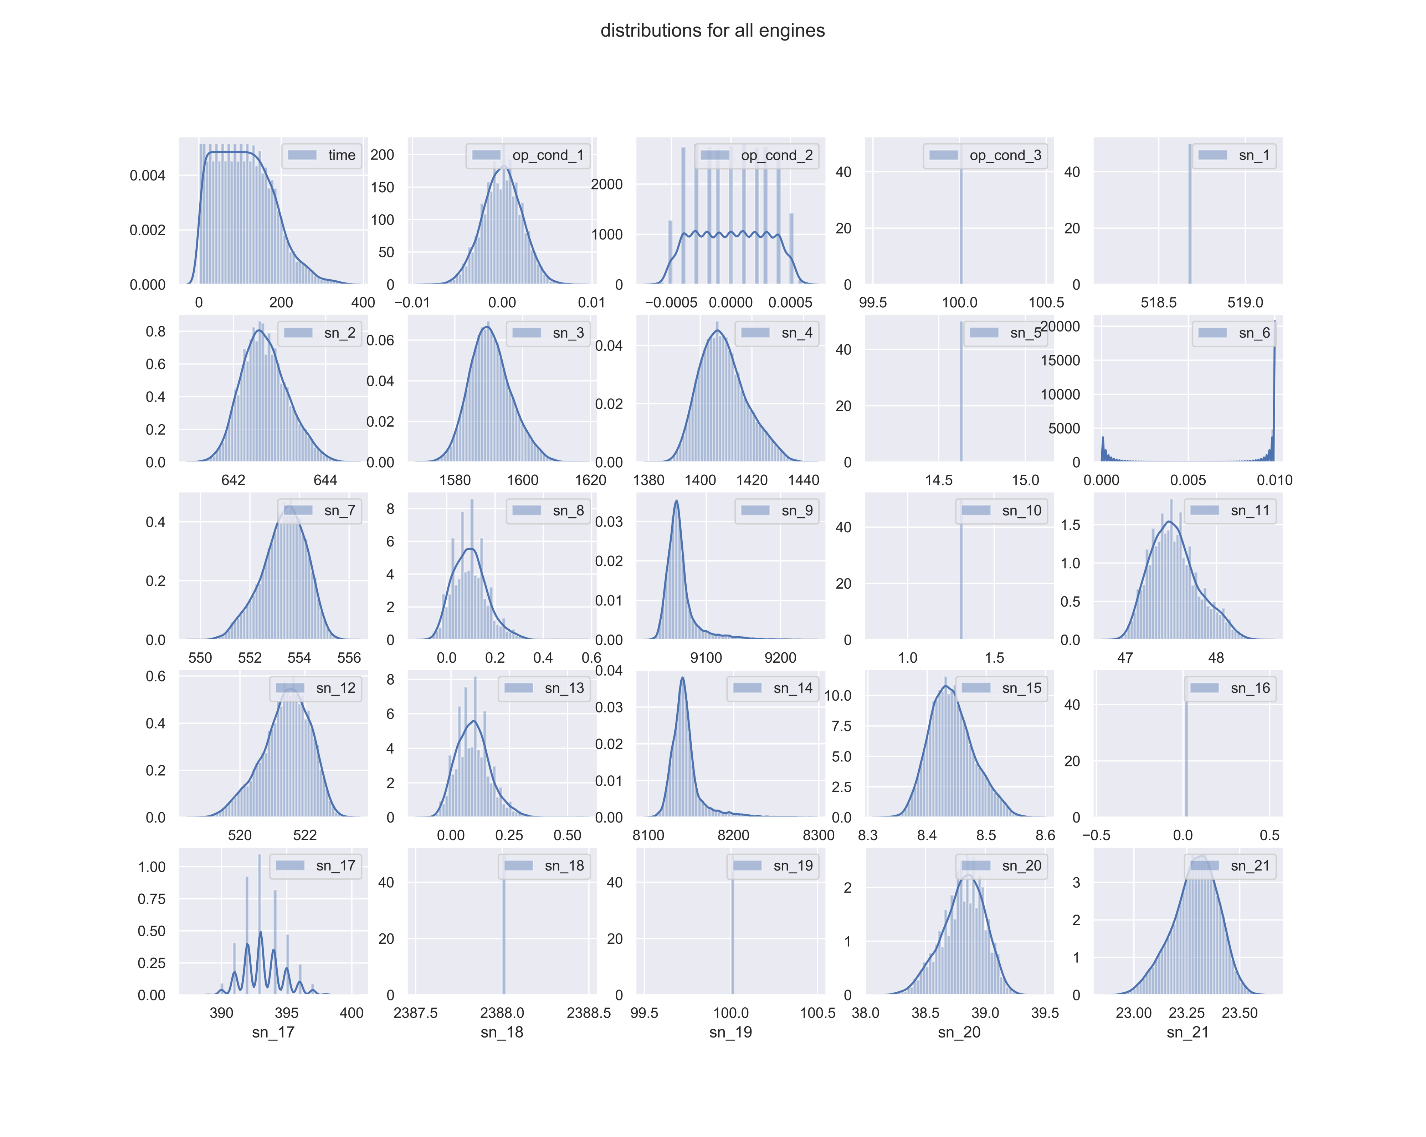 distributions for all engines
time
0.004
0.002
0.000
0 200 400
op_cond_1
200
150
100
50
0
−0.01 0.00 0.01
op_cond_2
2000
1000
0
−0.0005 0.0000 0.0005
op_cond_3
40
20
0
99.5 100.0 100.5
sn_1
40
20
0
518.5 519.0
sn_2
0.8
0.6
0.4
0.2
0.0
642 644
sn_3
0.06
0.04
0.02
0.00
1580 1600 1620
sn_4
0.04
0.02
0.00
1380 1400 1420 1440
sn_5
40
20
0
14.5 15.0
sn_6
20000
15000
10000
5000
0
0.000 0.005 0.010
sn_7
0.4
0.2
0.0
550 552 554 556
sn_8
8
6
4
2
0
0.0 0.2 0.4 0.6
sn_9
0.03
0.02
0.01
0.00
9100 9200
sn_10
40
20
0
1.0 1.5
sn_11
1.5
1.0
0.5
0.0
47 48
sn_12
0.6
0.4
0.2
0.0
520 522
sn_13
8
6
4
2
0
0.00 0.25 0.50
sn_14
0.04
0.03
0.02
0.01
0.00
8100 8200 8300
sn_15
10.0
7.5
5.0
2.5
0.0
8.3 8.4 8.5 8.6
sn_16
40
20
0
−0.5 0.0 0.5
sn_17
1.00
0.75
0.50
0.25
0.00
390 395 400
sn_17
sn_18
40
20
0
2387.5 2388.0 2388.5
sn_18
sn_19
40
20
0
99.5 100.0 100.5
sn_19
sn_20
2
1
0
38.0 38.5 39.0 39.5
sn_20
sn_21
3
2
1
0
23.00 23.25 23.50
sn_21